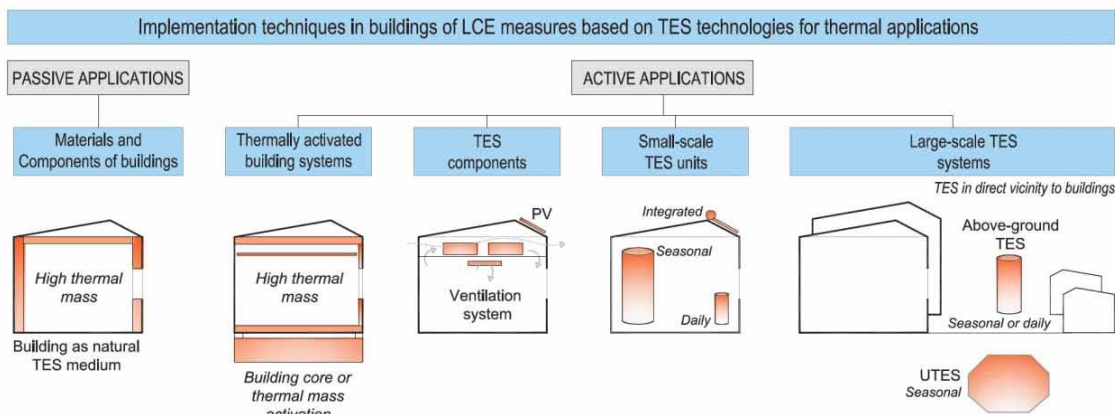 Implementation techniques in buildings of LCE measures based on TES technologies for thermal applications
PASSIVE APPLICATIONS
ACTIVE APPLICATIONS
Materials and
Components of buildings
Thermally activated
building systems
TES
components
Small-scale
TES units
Large-scale TES
systems
TES in direct vicinity to buildings
High thermal
mass
Building as natural
TES medium
High thermal
mass
Building core or
thermal mass
activation
PV
Ventilation
system
Integrated
Seasonal
Daily
Above-ground
TES
Seasonal or daily
UTES
Seasonal